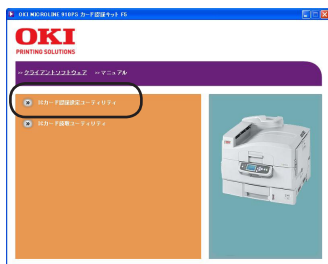 OKI MICROLINE 910PS カード認証キット F5
OKI
PRINTING SOLUTIONS
>> クライアントソフトウェア >> マニュアル
ICカード認証設定ユーティリティ
ICカード読取ユーティリティ